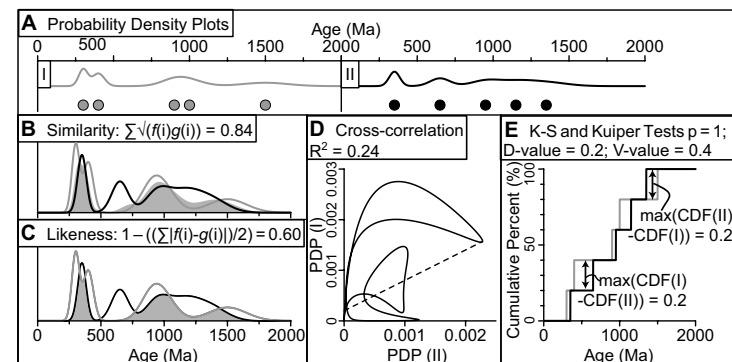 A Probability Density Plots
Age (Ma)
0 500 1000 1500 2000 500 1000 1500 2000
I
II
B Similarity: ∑√(f(i)g(i)) = 0.84
C Likeness: 1 – ((∑|f(i)-g(i)|)/2) = 0.60
0 500 1000 1500 2000
Age (Ma)
D Cross-correlation
R² = 0.24
0.003
0.002
0.001
0
PDP (I)
0 0.001 0.002
PDP (II)
E K-S and Kuiper Tests p = 1;
D-value = 0.2; V-value = 0.4
100
50
0
Cumulative Percent (%)
max(CDF(II)
-CDF(I)) = 0.2
max(CDF(I)
-CDF(II)) = 0.2
0 1000 2000
Age (Ma)